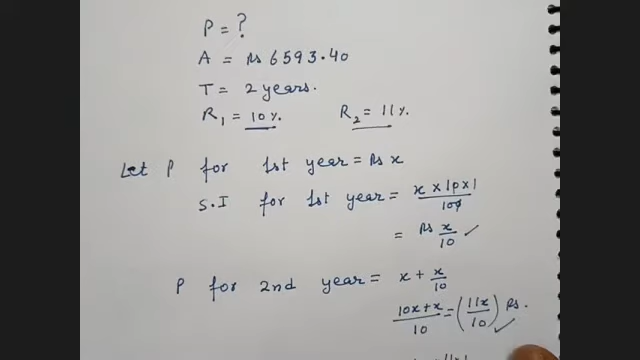 P = ?
A = Rs 6593.40
T = 2 years.
R₁ = 10%. R₂ = 11%.
Let P for 1st year = Rs x
S.I for 1st year = x × 10 × 1 / 100
= Rs x/10 ✓
P for 2nd year = x + x/10
10x + x / 10 = (11x / 10) Rs. ✓